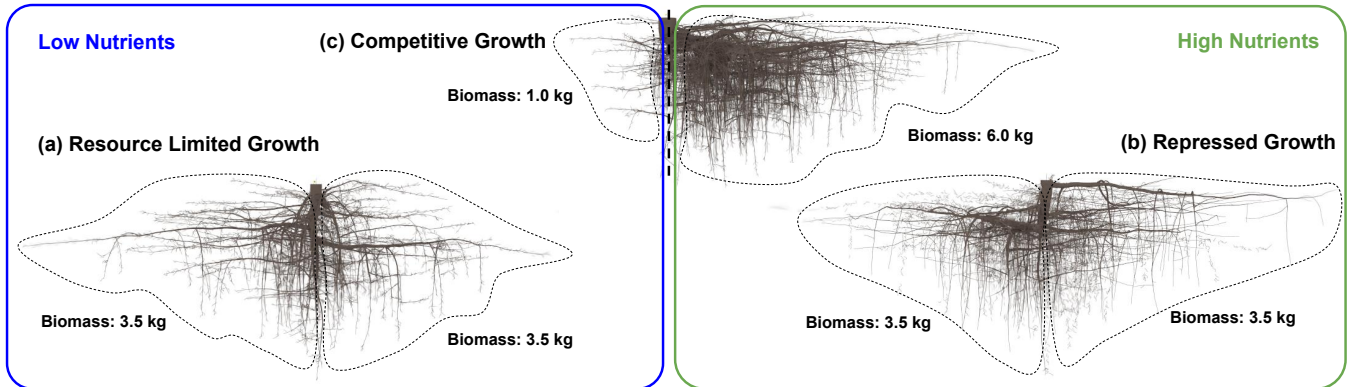 Low Nutrients
(c) Competitive Growth
High Nutrients
Biomass: 1.0 kg
Biomass: 6.0 kg
(a) Resource Limited Growth
(b) Repressed Growth
Biomass: 3.5 kg
Biomass: 3.5 kg
Biomass: 3.5 kg
Biomass: 3.5 kg